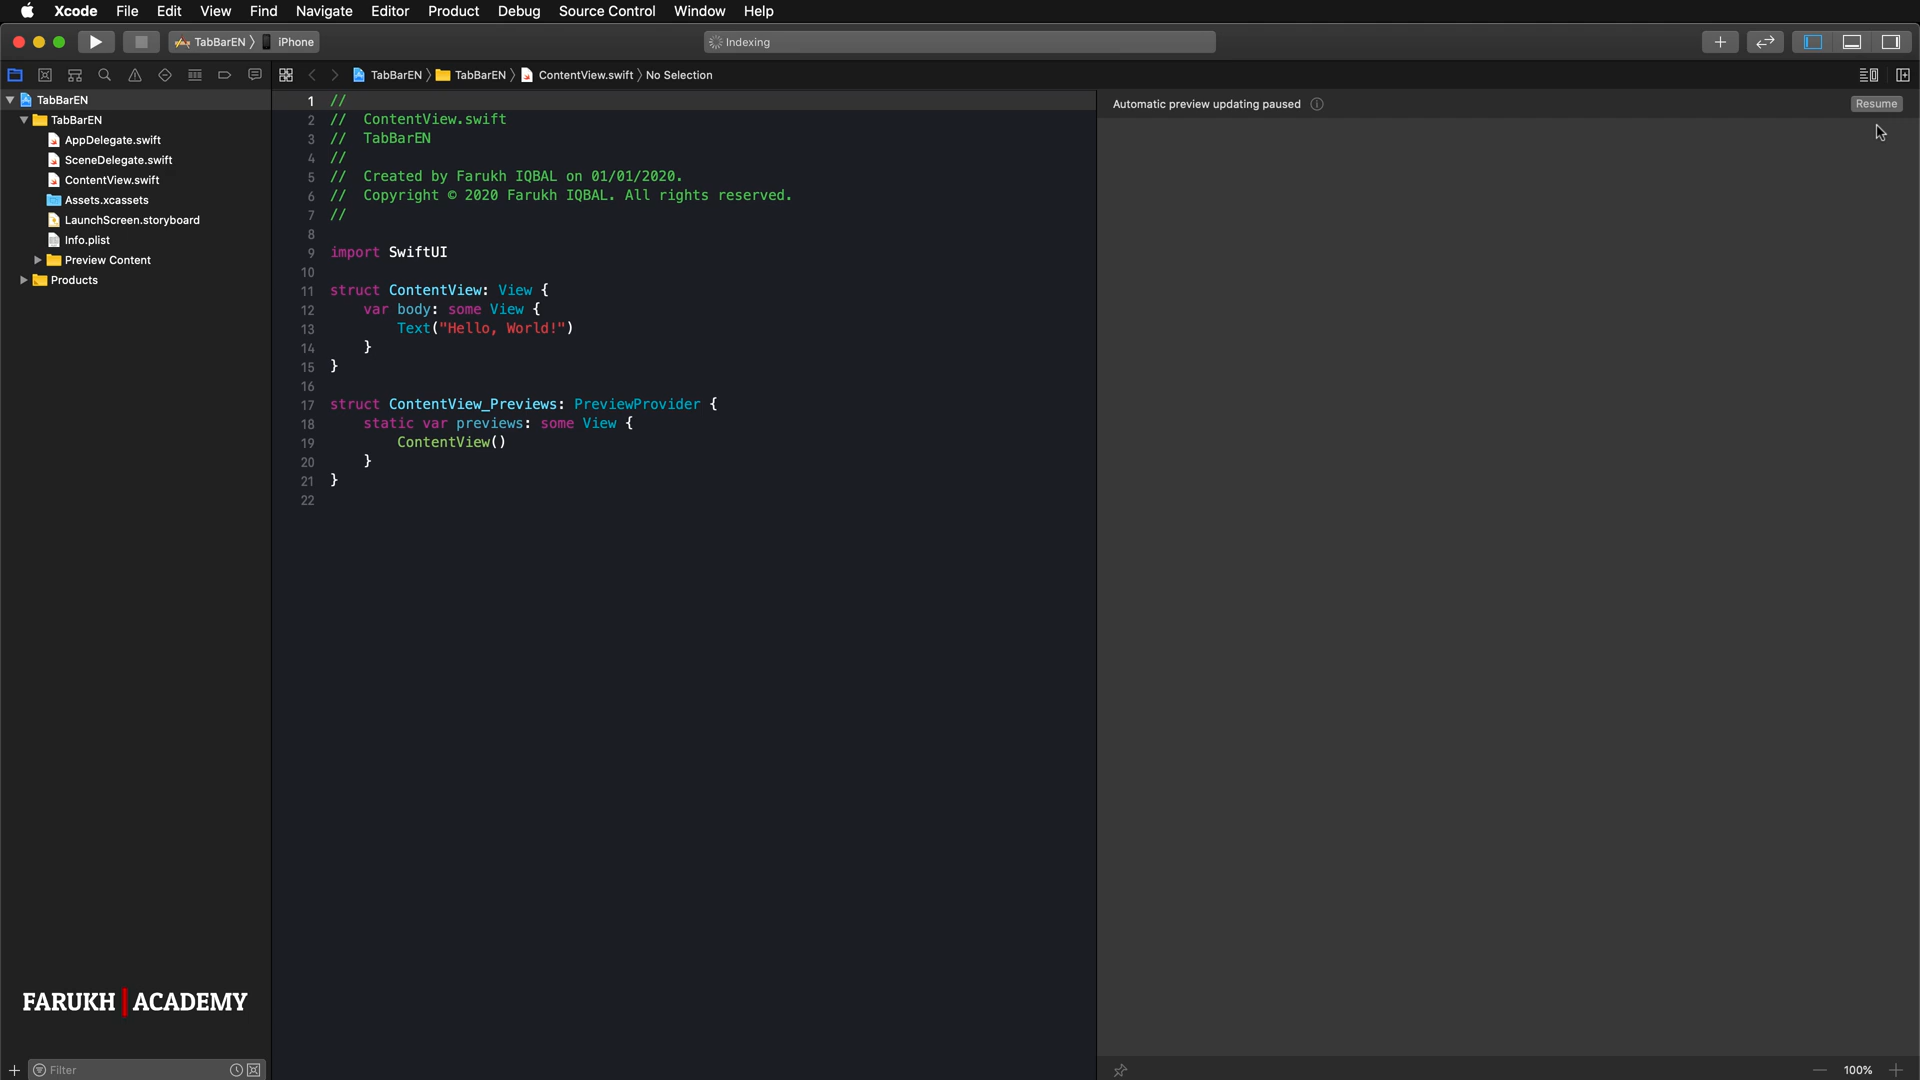 Xcode File Edit View Find Navigate Editor Product Debug Source Control Window Help
TabBarEN iPhone
Indexing
TabBarEN TabBarEN ContentView.swift No Selection
TabBarEN
TabBarEN
AppDelegate.swift
SceneDelegate.swift
ContentView.swift
Assets.xcassets
LaunchScreen.storyboard
Info.plist
Preview Content
Products
FARUKH ACADEMY
Filter
1 //
2 // ContentView.swift
3 // TabBarEN
4 //
5 // Created by Farukh IQBAL on 01/01/2020.
6 // Copyright © 2020 Farukh IQBAL. All rights reserved.
7 //
8
9 import SwiftUI
10
11 struct ContentView: View {
12 var body: some View {
13 Text("Hello, World!")
14 }
15 }
16
17 struct ContentView_Previews: PreviewProvider {
18 static var previews: some View {
19 ContentView()
20 }
21 }
22
Automatic preview updating paused
Resume
100%